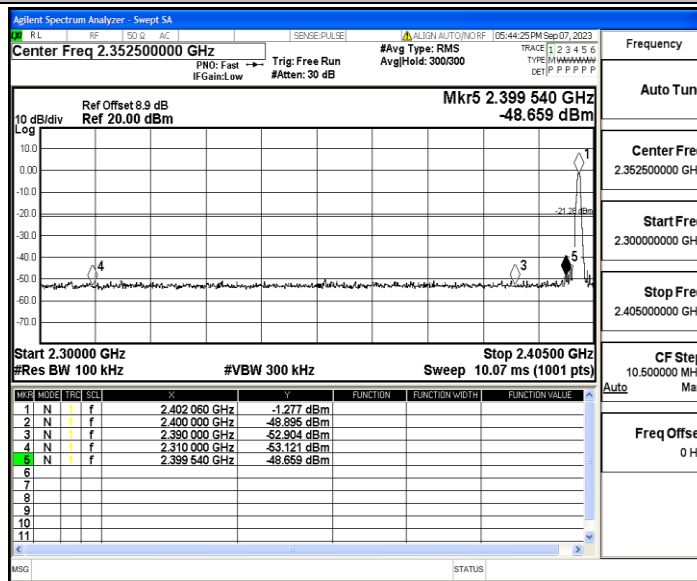 Agilent Spectrum Analyzer - Swept SA
RL RF 50 Ω AC SENSE:PULSE ALIGN AUTO/NO RF 05:44:25 PM Sep 07, 2023
Center Freq 2.352500000 GHz
PNO: Fast
IFGain:Low
Trig: Free Run
#Atten: 30 dB
#Avg Type: RMS
Avg|Hold: 300/300
TRACE 1 2 3 4 5 6
TYPE M
DET P P P P P P
Ref Offset 8.9 dB
10 dB/div Ref 20.00 dBm
Log
Mkr5 2.399 540 GHz
-48.659 dBm
10.0
0.00
-10.0
-20.0
-30.0
-40.0
-50.0
-60.0
-70.0
1
-21.28 dBm
4
3
5
Start 2.30000 GHz Stop 2.40500 GHz
#Res BW 100 kHz #VBW 300 kHz Sweep 10.07 ms (1001 pts)
MKR MODE TRC SCL X Y FUNCTION FUNCTION WIDTH FUNCTION VALUE
1 N 1 f 2.402 060 GHz -1.277 dBm
2 N 1 f 2.400 000 GHz -48.895 dBm
3 N 1 f 2.390 000 GHz -52.904 dBm
4 N 1 f 2.310 000 GHz -53.121 dBm
5 N 1 f 2.399 540 GHz -48.659 dBm
6
7
8
9
10
11
MSG STATUS
Frequency
Auto Tun
Center Fre
2.352500000 GH
Start Fre
2.300000000 GH
Stop Fre
2.405000000 GH
CF Step
10.500000 MH
Auto Ma
Freq Offse
0 H